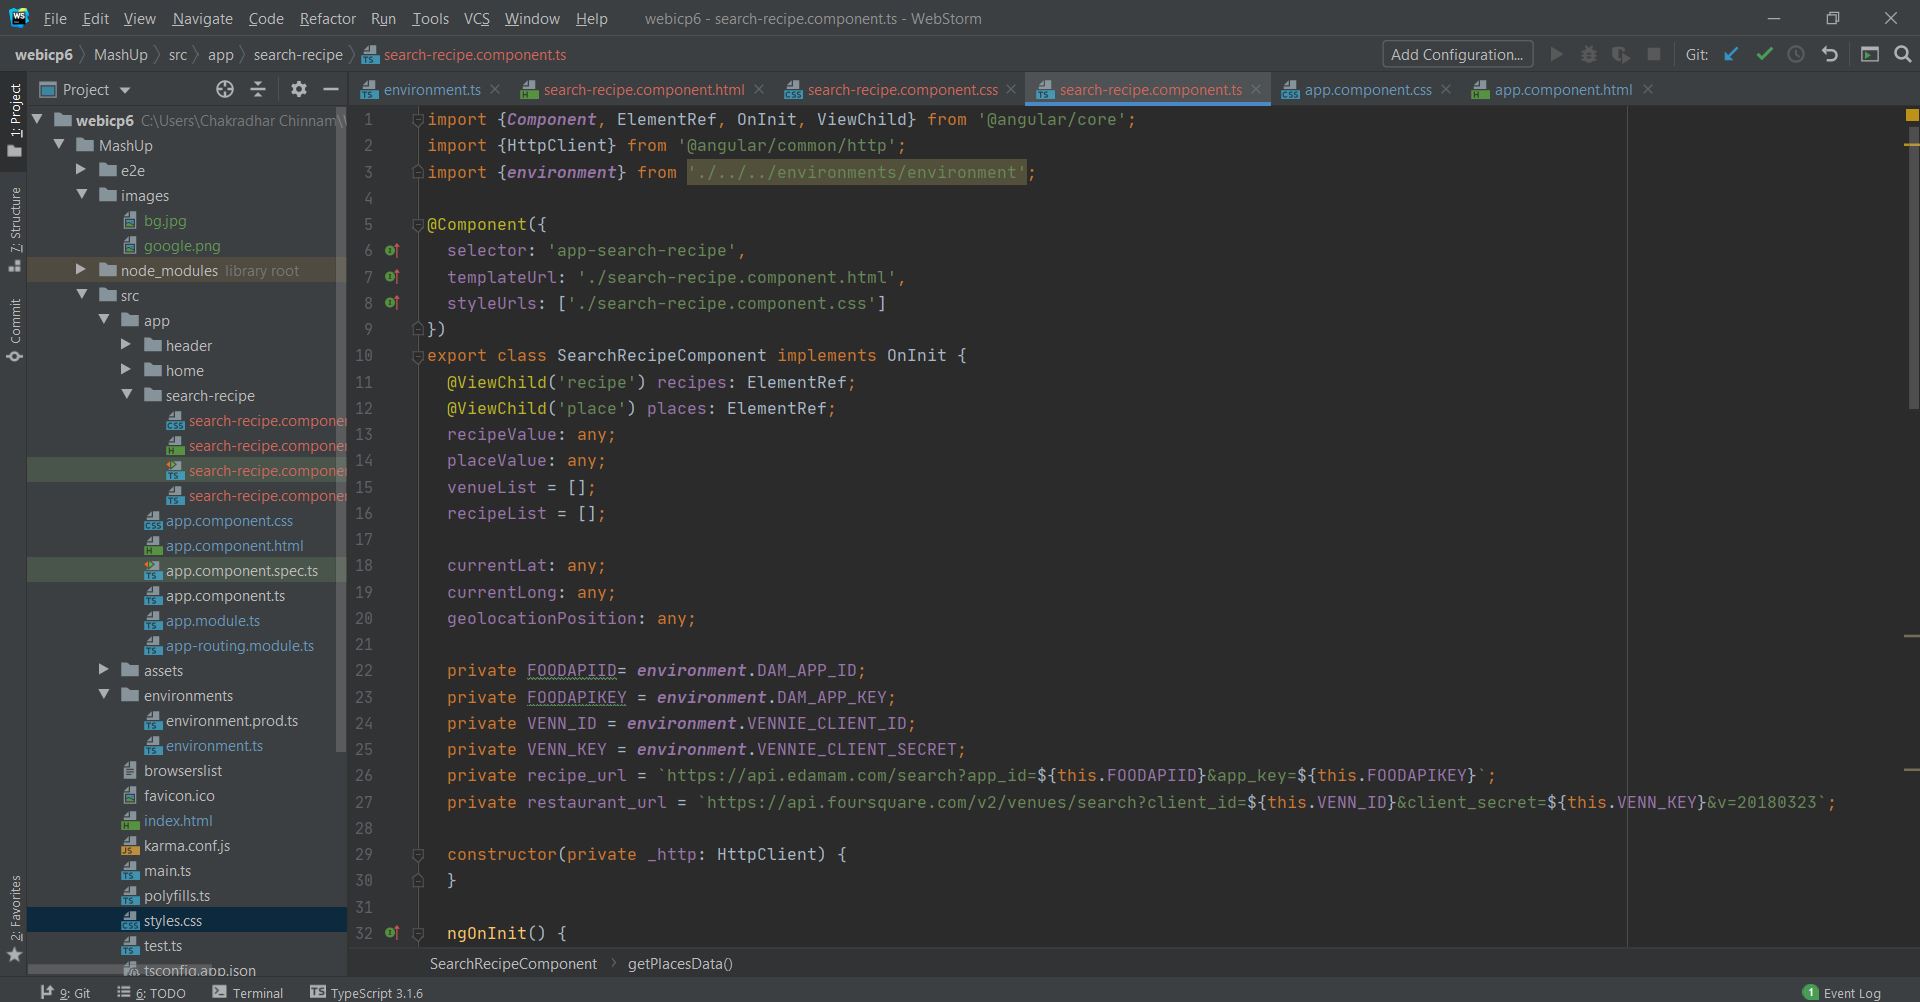 WS File Edit View Navigate Code Refactor Run Tools VCS Window Help webicp6 - search-recipe.component.ts - WebStorm
webicp6 MashUp src app search-recipe search-recipe.component.ts Add Configuration... Git:
Project environment.ts search-recipe.component.html search-recipe.component.css search-recipe.component.ts app.component.css app.component.html
1: Project
7: Structure
Commit
2: Favorites
webicp6 C:\Users\Chakradhar Chinnam\
MashUp
e2e
images
bg.jpg
google.png
node_modules library root
src
app
header
home
search-recipe
search-recipe.compone
search-recipe.compone
search-recipe.compone
search-recipe.compone
app.component.css
app.component.html
app.component.spec.ts
app.component.ts
app.module.ts
app-routing.module.ts
assets
environments
environment.prod.ts
environment.ts
browserslist
favicon.ico
index.html
karma.conf.js
main.ts
polyfills.ts
styles.css
test.ts
tsconfig.app.json
1 import {Component, ElementRef, OnInit, ViewChild} from '@angular/core';
2 import {HttpClient} from '@angular/common/http';
3 import {environment} from './../../environments/environment';
4
5 @Component({
6 selector: 'app-search-recipe',
7 templateUrl: './search-recipe.component.html',
8 styleUrls: ['./search-recipe.component.css']
9 })
10 export class SearchRecipeComponent implements OnInit {
11 @ViewChild('recipe') recipes: ElementRef;
12 @ViewChild('place') places: ElementRef;
13 recipeValue: any;
14 placeValue: any;
15 venueList = [];
16 recipeList = [];
17
18 currentLat: any;
19 currentLong: any;
20 geolocationPosition: any;
21
22 private FOODAPIID= environment.DAM_APP_ID;
23 private FOODAPIKEY = environment.DAM_APP_KEY;
24 private VENN_ID = environment.VENNIE_CLIENT_ID;
25 private VENN_KEY = environment.VENNIE_CLIENT_SECRET;
26 private recipe_url = `https://api.edamam.com/search?app_id=${this.FOODAPIID}&app_key=${this.FOODAPIKEY}`;
27 private restaurant_url = `https://api.foursquare.com/v2/venues/search?client_id=${this.VENN_ID}&client_secret=${this.VENN_KEY}&v=20180323`;
28
29 constructor(private _http: HttpClient) {
30 }
31
32 ngOnInit() {
SearchRecipeComponent getPlacesData()
9: Git 6: TODO Terminal TypeScript 3.1.6 1 Event Log